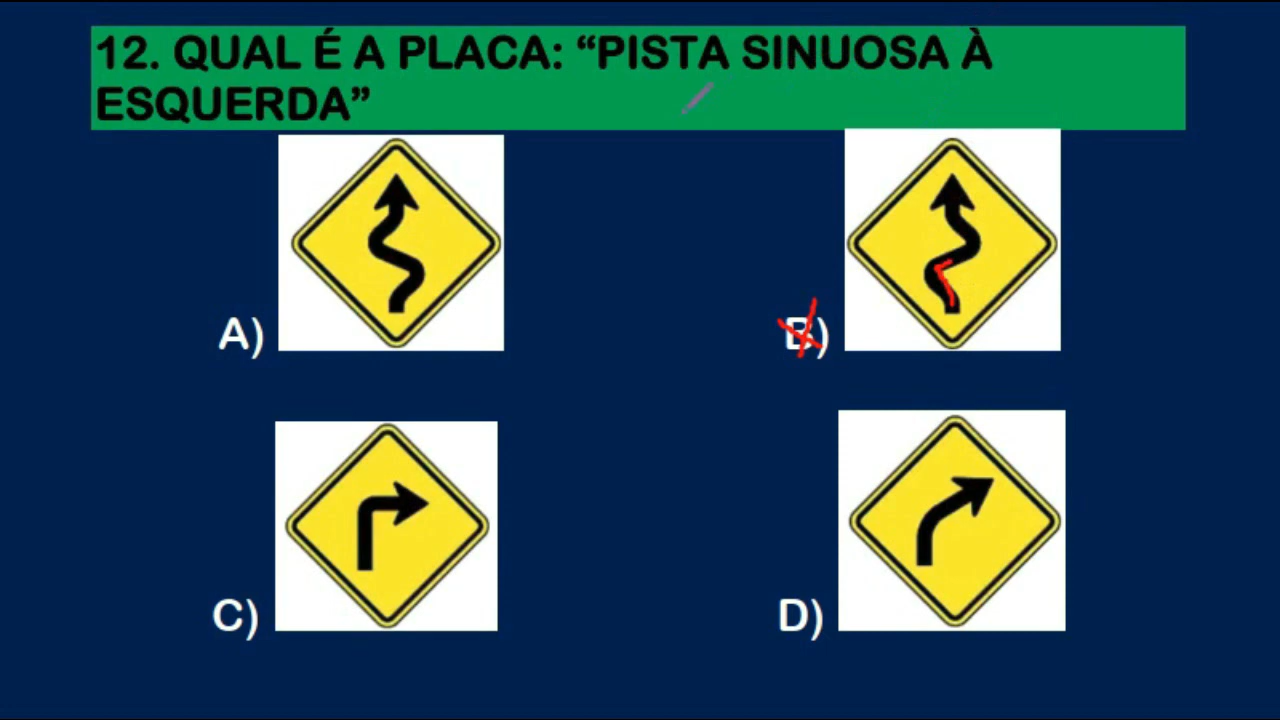 12. QUAL É A PLACA: “PISTA SINUOSA À
ESQUERDA”
A)
B)
C)
D)